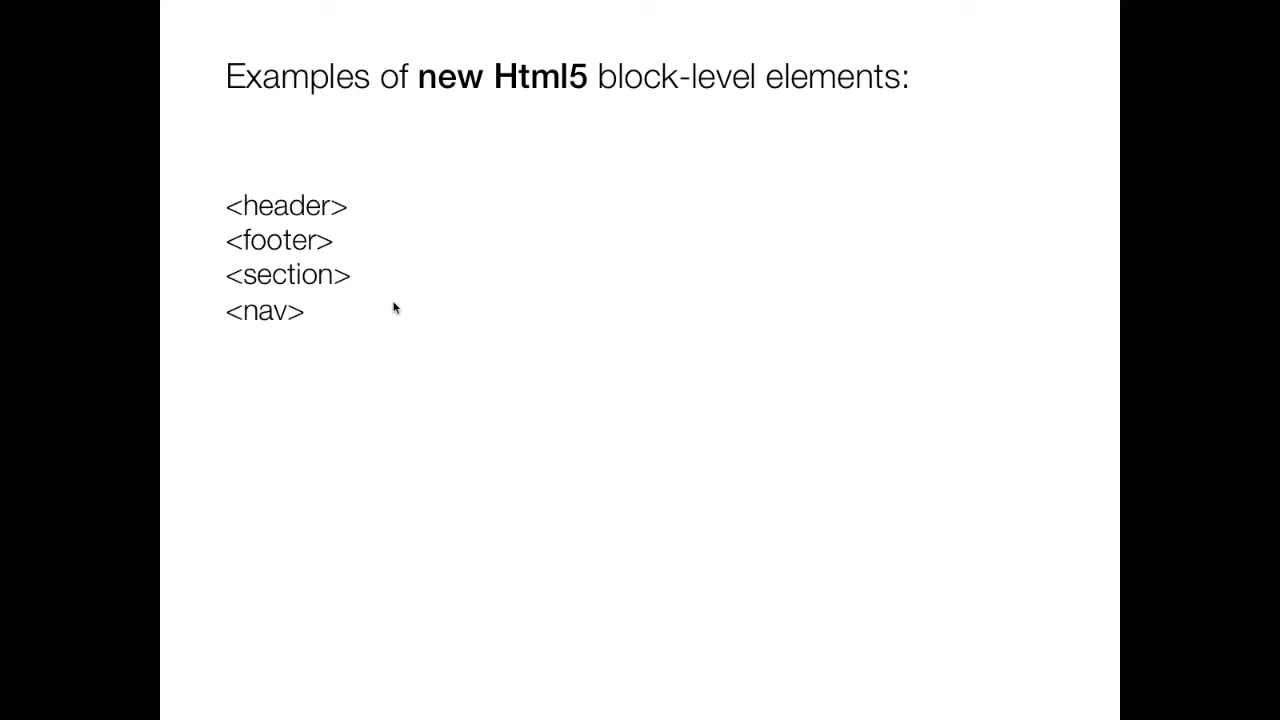 Examples of new Html5 block-level elements:
<header>
<footer>
<section>
<nav>